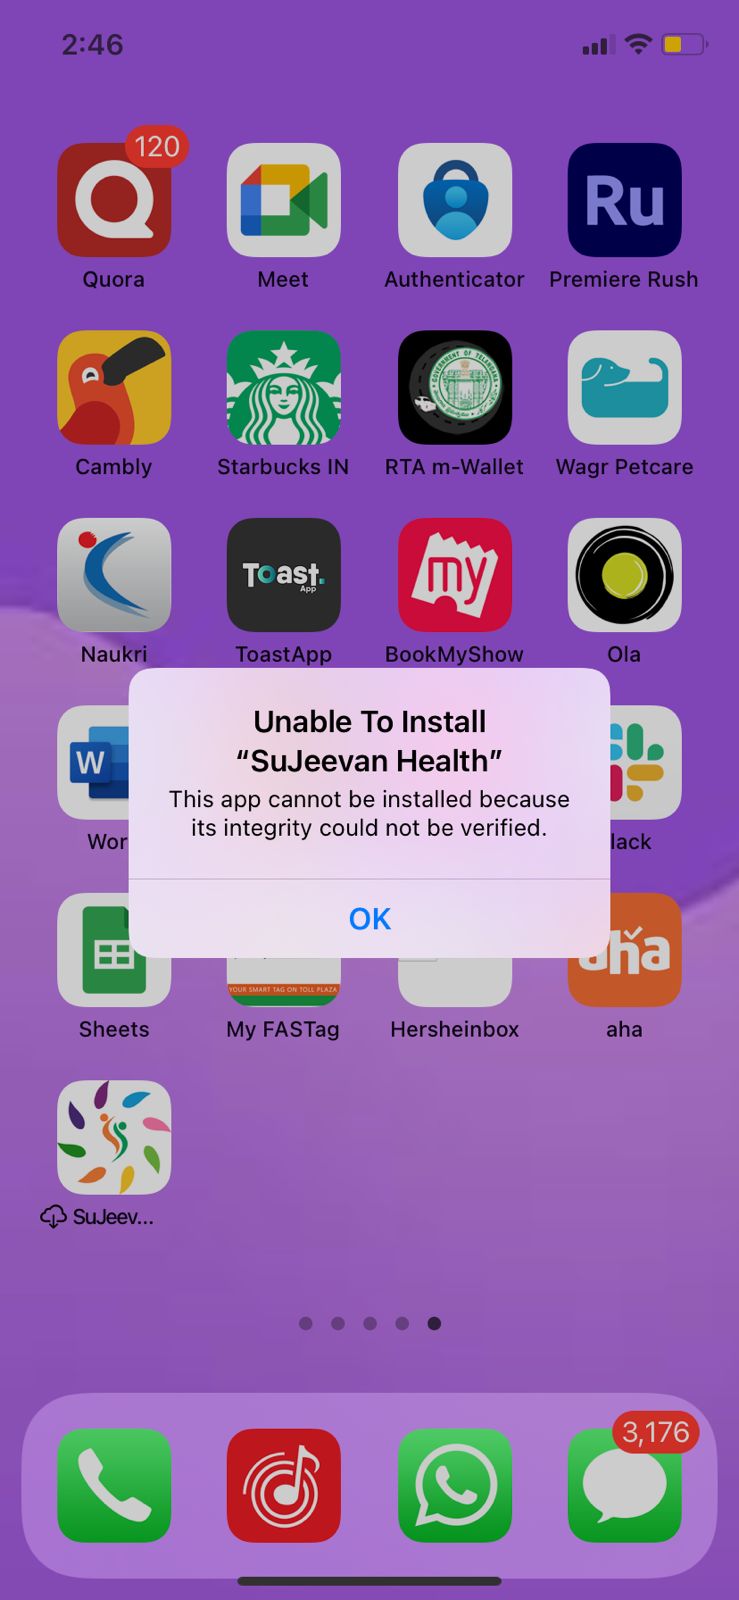 2:46
120
Ru
Quora
Meet
Authenticator
Premiere Rush
GOVERNMENT OF TELANGANA
Cambly
Starbucks IN
RTA m-Wallet
Wagr Petcare
Toast.
App
my
Naukri
ToastApp
BookMyShow
Ola
Unable To Install
“SuJeevan Health”
This app cannot be installed because
its integrity could not be verified.
OK
W
Wor
lack
YOUR SMART TAG ON TOLL PLAZA
aha
Sheets
My FASTag
Hersheinbox
aha
SuJeev...
3,176